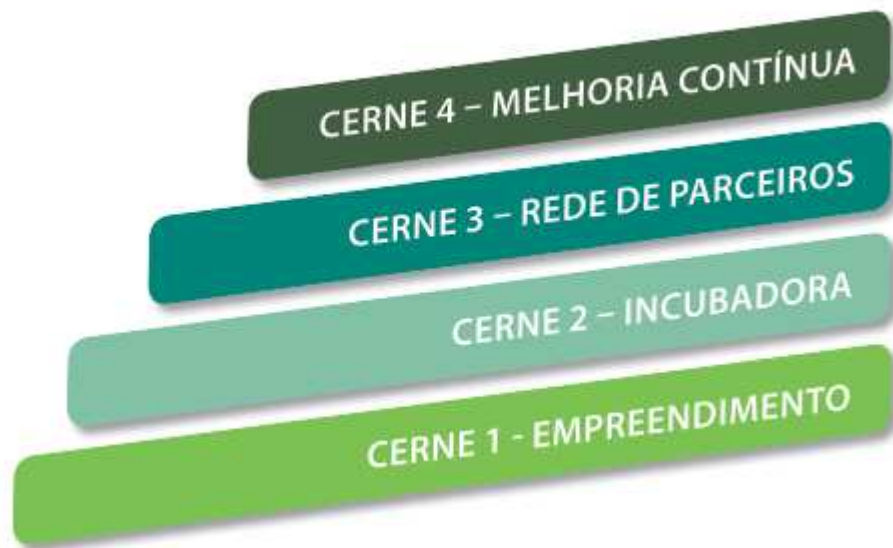 CERNE 4 – MELHORIA CONTÍNUA
CERNE 3 – REDE DE PARCEIROS
CERNE 2 – INCUBADORA
CERNE 1 - EMPREENDIMENTO